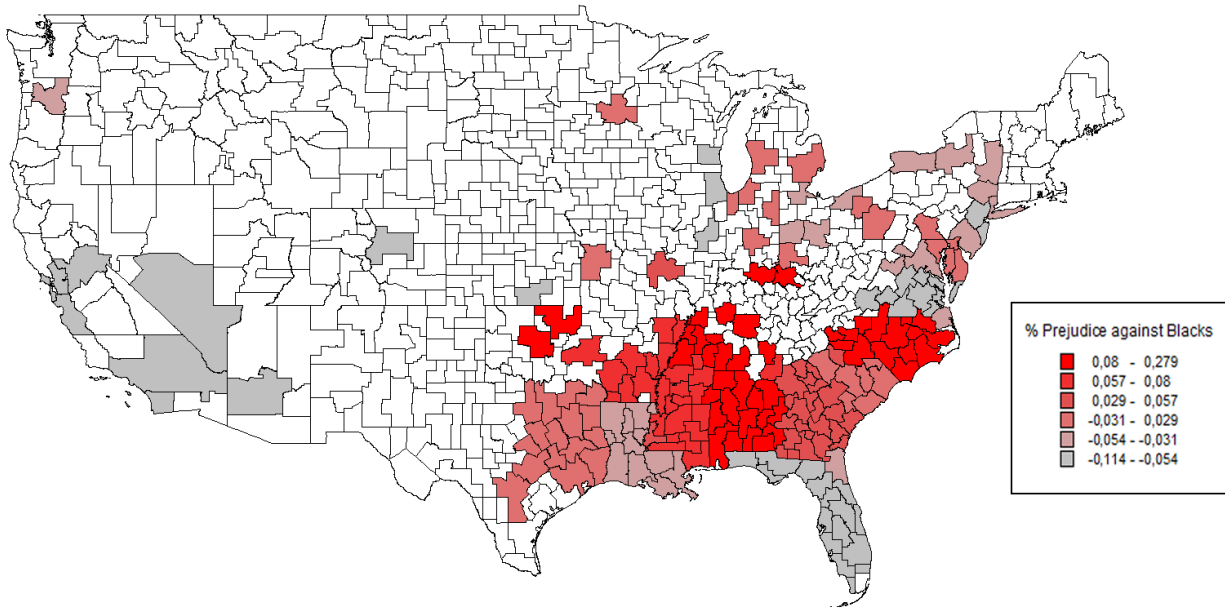 % Prejudice against Blacks
0,08 - 0,279
0,057 - 0,08
0,029 - 0,057
-0,031 - 0,029
-0,054 - -0,031
-0,114 - -0,054